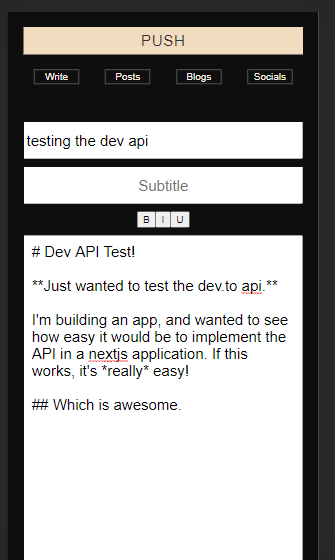 PUSH
Write Posts Blogs Socials
testing the dev api
Subtitle
B I U
# Dev API Test!
**Just wanted to test the dev.to api.**
I'm building an app, and wanted to see
how easy it would be to implement the
API in a nextjs application. If this
works, it's *really* easy!
## Which is awesome.